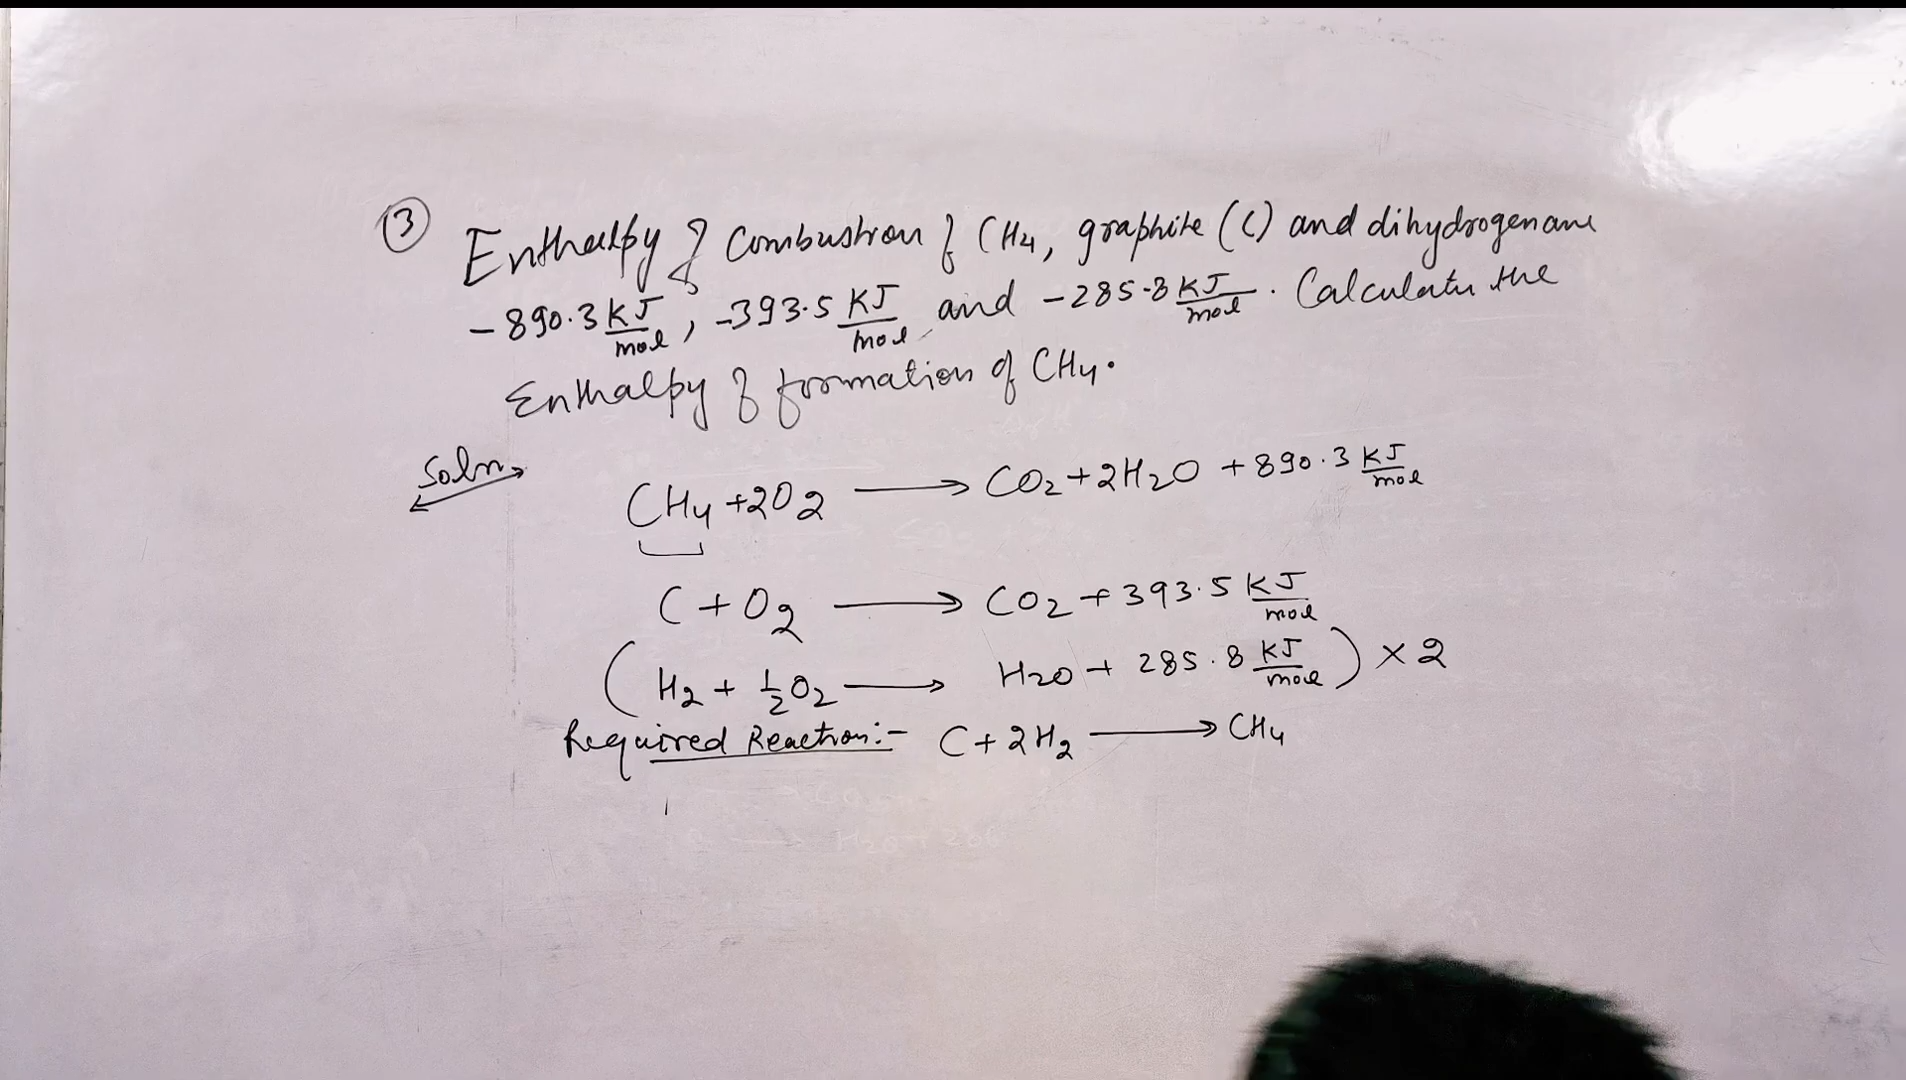 ③ Enthalpy of Combustion of CH4, graphite (C) and dihydrogen are
-890.3 KJ/mol, -393.5 KJ/mol and -285.8 KJ/mol. Calculate the
Enthalpy of formation of CH4.
Soln
CH4 + 2O2 ⟶ CO2 + 2H2O + 890.3 KJ/mol
C + O2 ⟶ CO2 + 393.5 KJ/mol
(H2 + 1/2 O2 ⟶ H2O + 285.8 KJ/mol) × 2
Required Reaction:- C + 2H2 ⟶ CH4